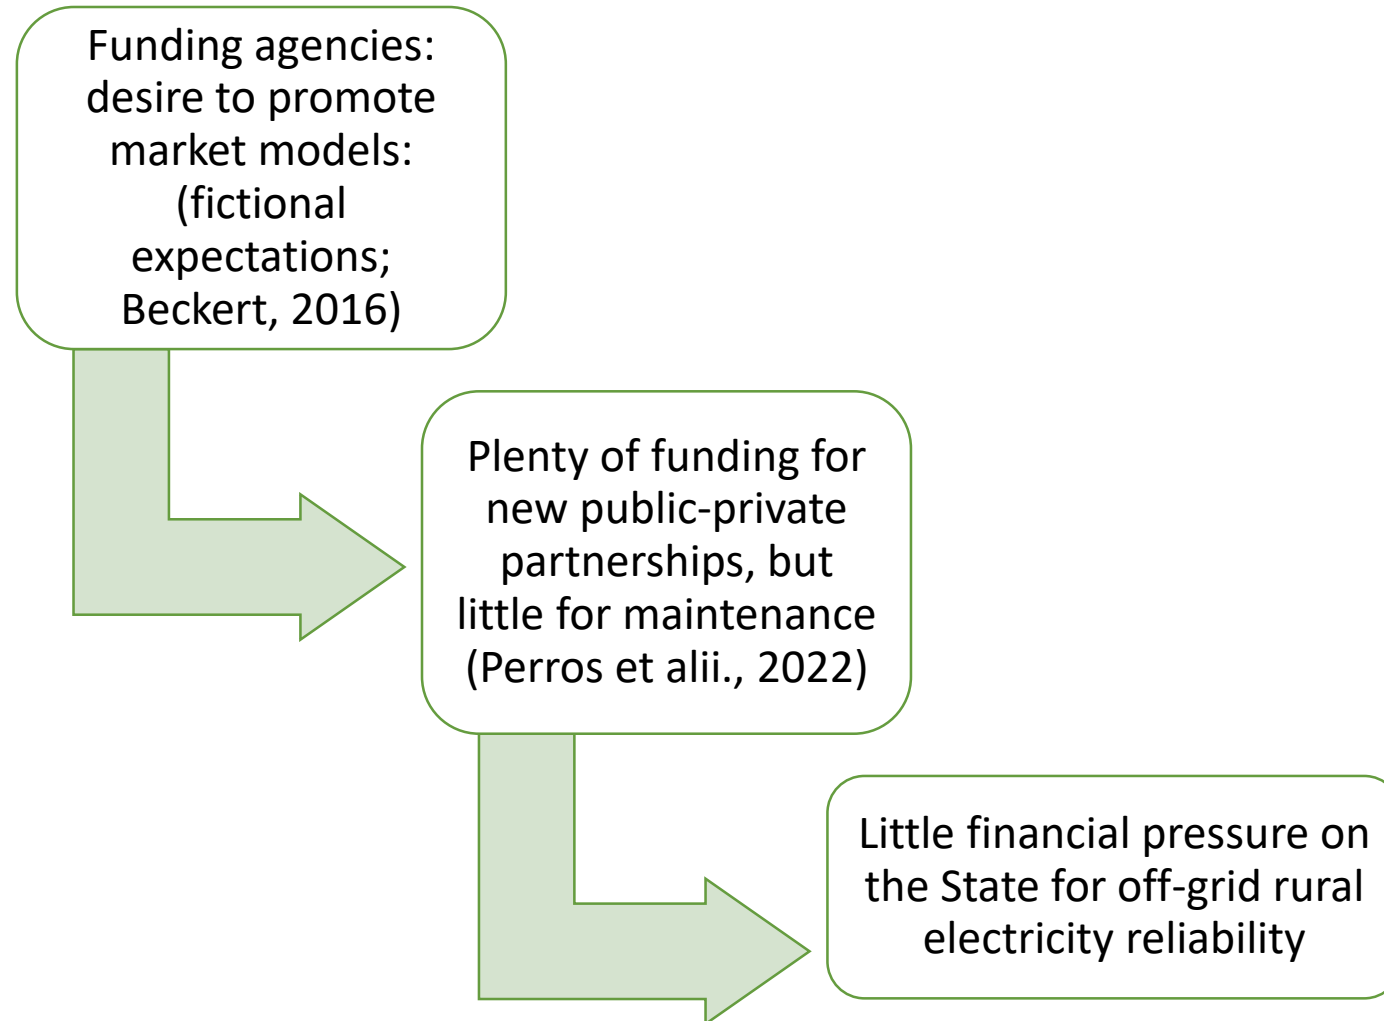 Funding agencies:
desire to promote
market models:
(fictional
expectations;
Beckert, 2016)
Plenty of funding for
new public-private
partnerships, but
little for maintenance
(Perros et alii., 2022)
Little financial pressure on
the State for off-grid rural
electricity reliability